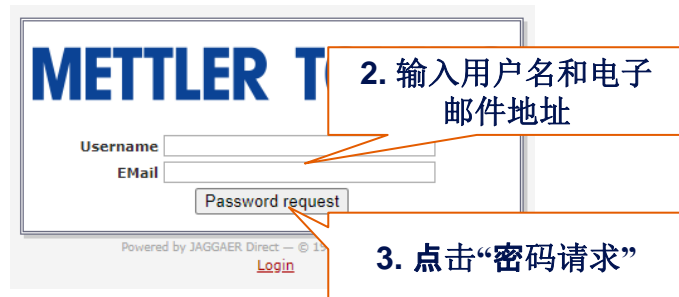 METTLER T
2. 输入用户名和电子
邮件地址
Username
EMail
Password request
Powered by JAGGAER Direct — © 1
3. 点击“密码请求”
Login